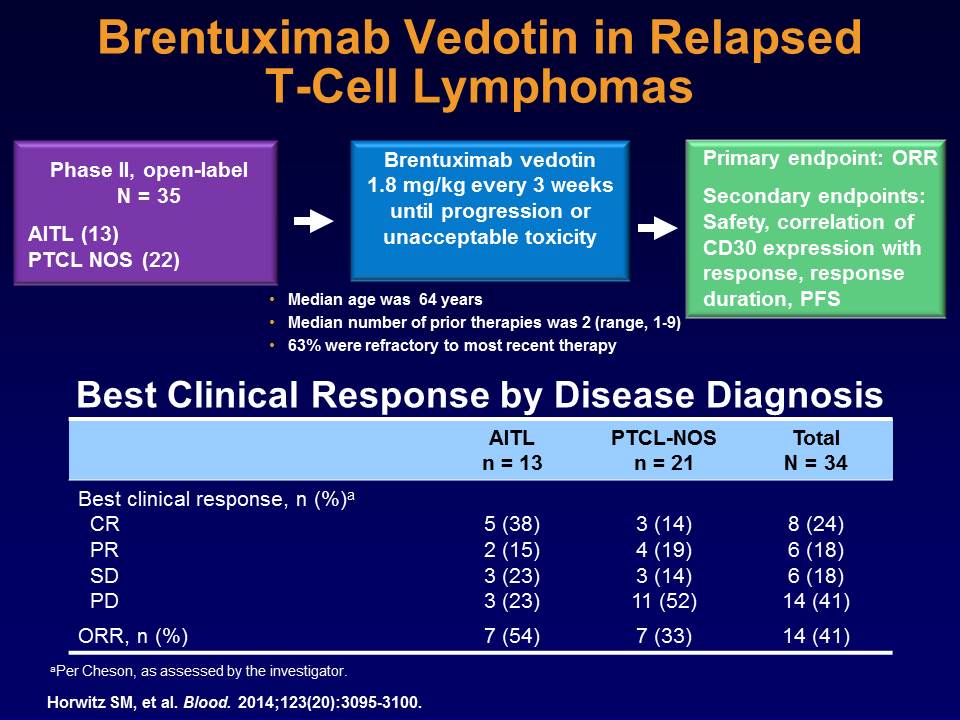 Brentuximab Vedotin in Relapsed
T-Cell Lymphomas
Phase II, open-label
N = 35
AITL (13)
PTCL NOS (22)
Brentuximab vedotin
1.8 mg/kg every 3 weeks
until progression or
unacceptable toxicity
Primary endpoint: ORR
Secondary endpoints:
Safety, correlation of
CD30 expression with
response, response
duration, PFS
• Median age was 64 years
• Median number of prior therapies was 2 (range, 1-9)
• 63% were refractory to most recent therapy
Best Clinical Response by Disease Diagnosis
AITL PTCL-NOS Total
n = 13 n = 21 N = 34
Best clinical response, n (%)ᵃ
CR 5 (38) 3 (14) 8 (24)
PR 2 (15) 4 (19) 6 (18)
SD 3 (23) 3 (14) 6 (18)
PD 3 (23) 11 (52) 14 (41)
ORR, n (%) 7 (54) 7 (33) 14 (41)
ᵃPer Cheson, as assessed by the investigator.
Horwitz SM, et al. Blood. 2014;123(20):3095-3100.